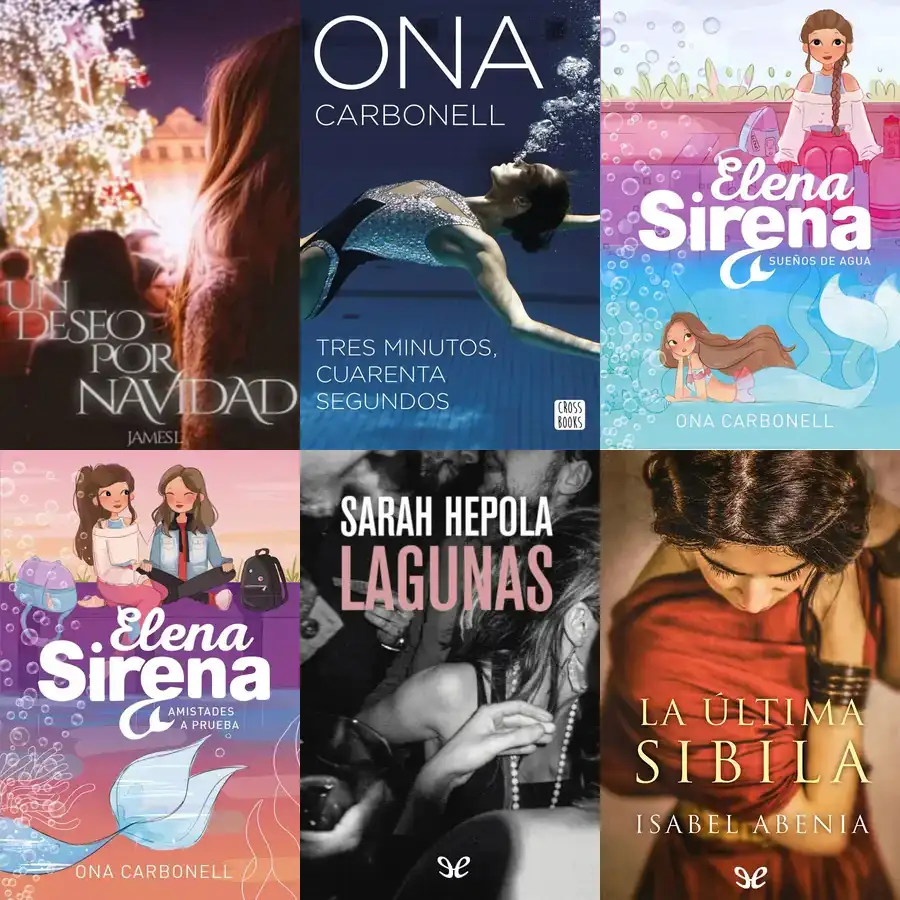 UN
DESEO
POR
NAVIDAD
JAMES L.
ONA
CARBONELL
TRES MINUTOS,
CUARENTA
SEGUNDOS
CROSS
BOOKS
Elena
Sirena
SUEÑOS DE AGUA
ONA CARBONELL
Elena
Sirena
AMISTADES
A PRUEBA
ONA CARBONELL
SARAH HEPOLA
LAGUNAS
LA ÚLTIMA
SIBILA
ISABEL ABENIA